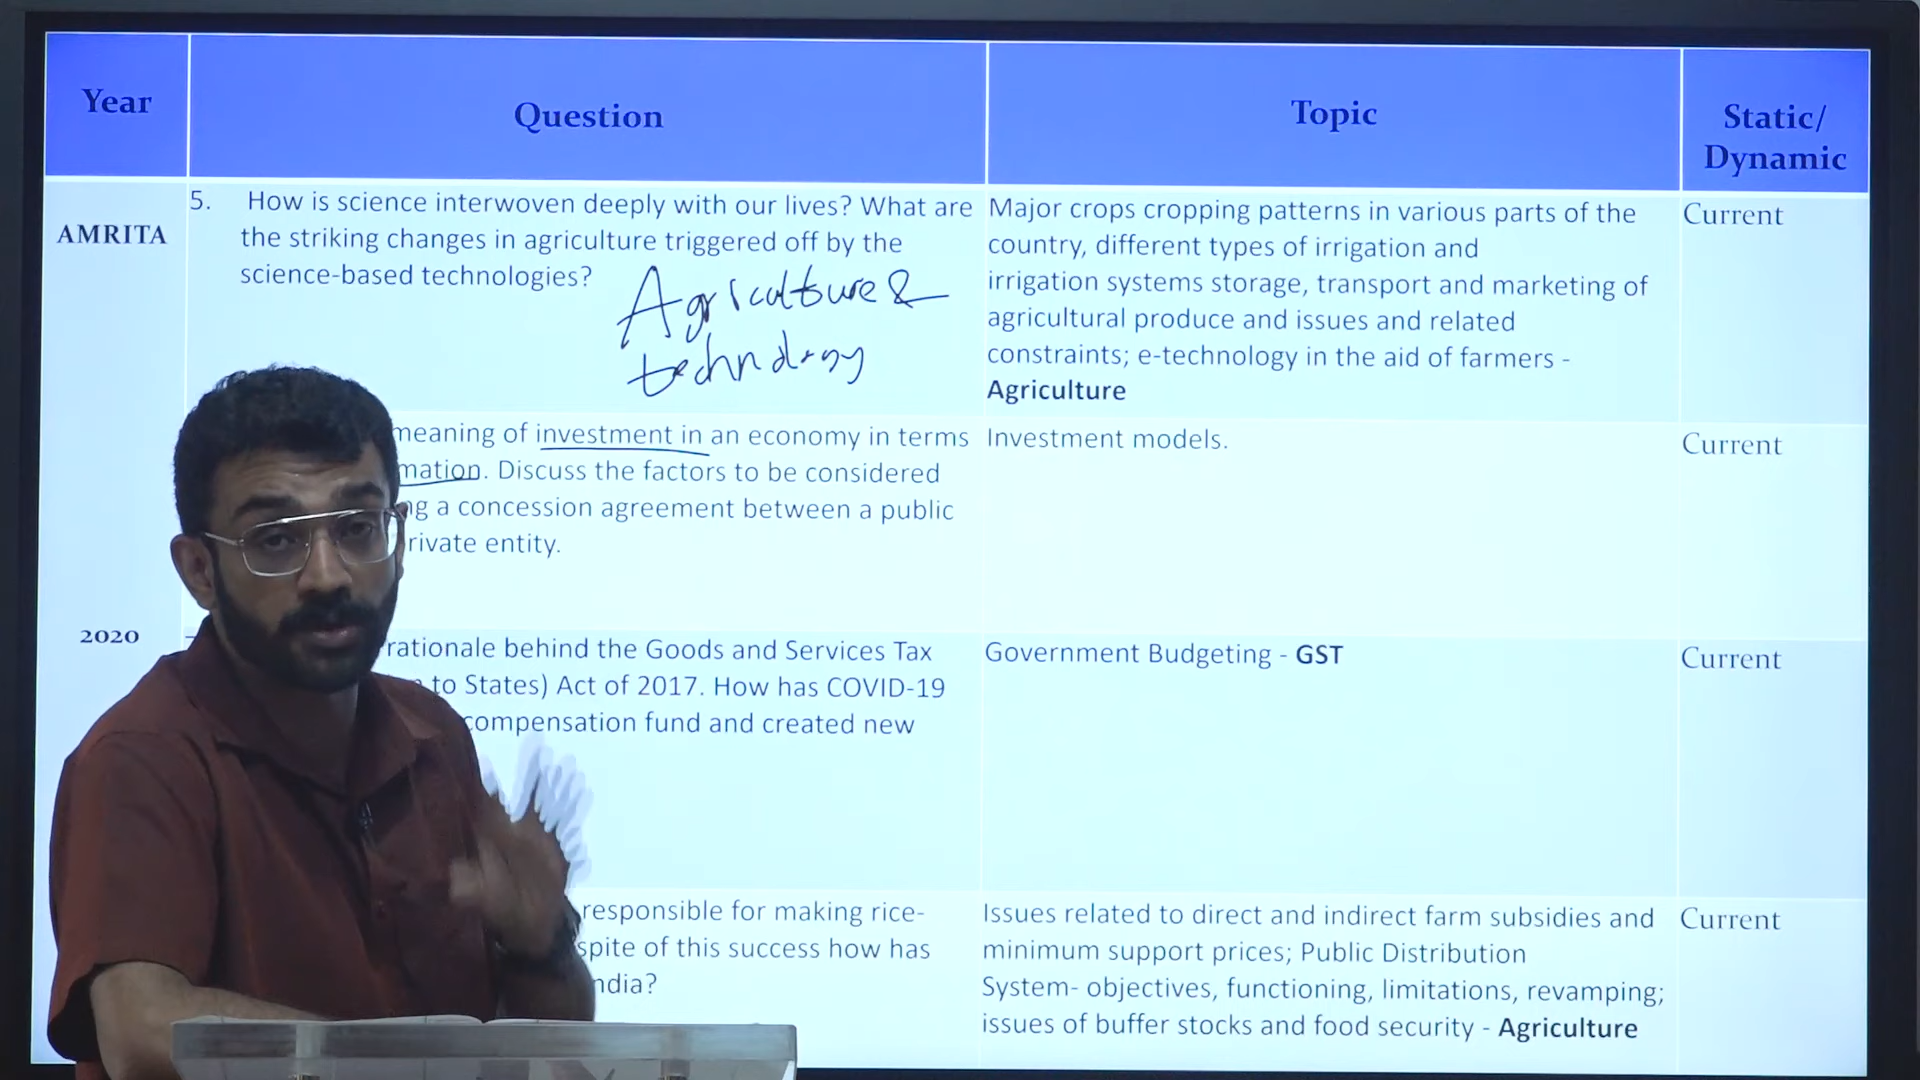 Year
Question
Topic
Static/
Dynamic
AMRITA
5. How is science interwoven deeply with our lives? What are
the striking changes in agriculture triggered off by the
science-based technologies?
Agriculture &
technology
Major crops cropping patterns in various parts of the
country, different types of irrigation and
irrigation systems storage, transport and marketing of
agricultural produce and issues and related
constraints; e-technology in the aid of farmers -
Agriculture
Current
meaning of investment in an economy in terms
Discuss the factors to be considered
a concession agreement between a public
entity.
Investment models.
Current
2020
rationale behind the Goods and Services Tax
to States) Act of 2017. How has COVID-19
compensation fund and created new
Government Budgeting - GST
Current
responsible for making rice-
spite of this success how has
Issues related to direct and indirect farm subsidies and
minimum support prices; Public Distribution
System- objectives, functioning, limitations, revamping;
issues of buffer stocks and food security - Agriculture
Current